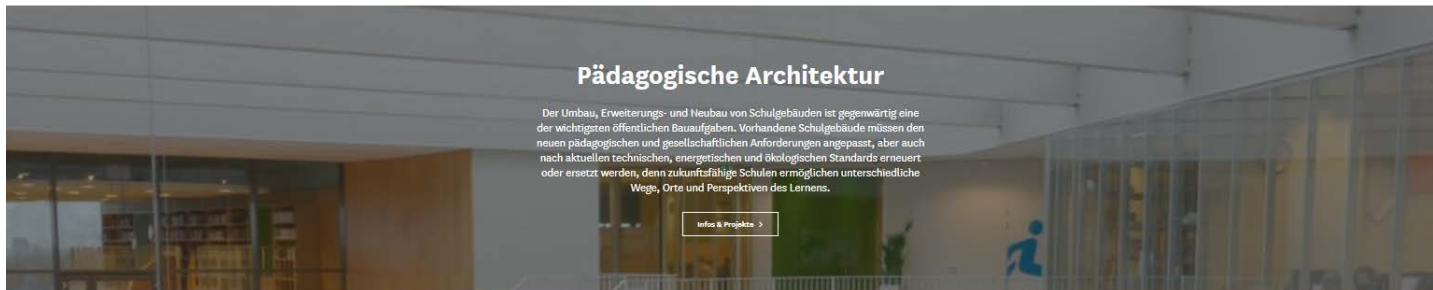 Pädagogische Architektur
Der Umbau, Erweiterungs- und Neubau von Schulgebäuden ist gegenwärtig eine
der wichtigsten öffentlichen Bauaufgaben. Vorhandene Schulgebäude müssen den
neuen pädagogischen und gesellschaftlichen Anforderungen angepasst, aber auch
nach aktuellen technischen, energetischen und ökologischen Standards erneuert
oder ersetzt werden, denn zukunftsfähige Schulen ermöglichen unterschiedliche
Wege, Orte und Perspektiven des Lernens.
Infos & Projekte >